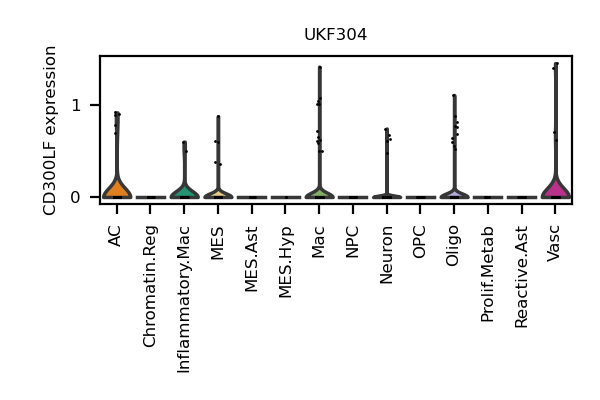 UKF304
CD300LF expression
1
0
AC
Chromatin.Reg
Inflammatory.Mac
MES
MES.Ast
MES.Hyp
Mac
NPC
Neuron
OPC
Oligo
Prolif.Metab
Reactive.Ast
Vasc